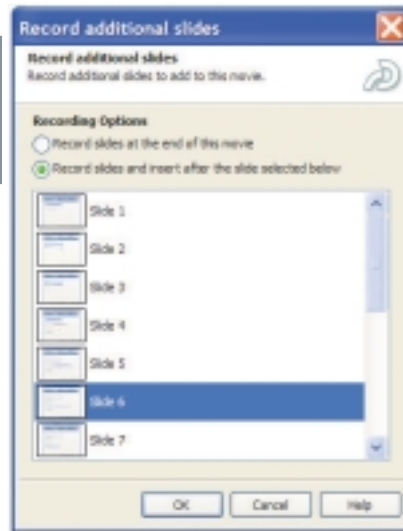 Record additional slides
Record additional slides
Record additional slides to add to this movie.
Recording Options
Record slides at the end of this movie
Record slides and insert after the slide selected below
Slide 1
Slide 2
Slide 3
Slide 4
Slide 5
Slide 6
Slide 7
OK Cancel Help